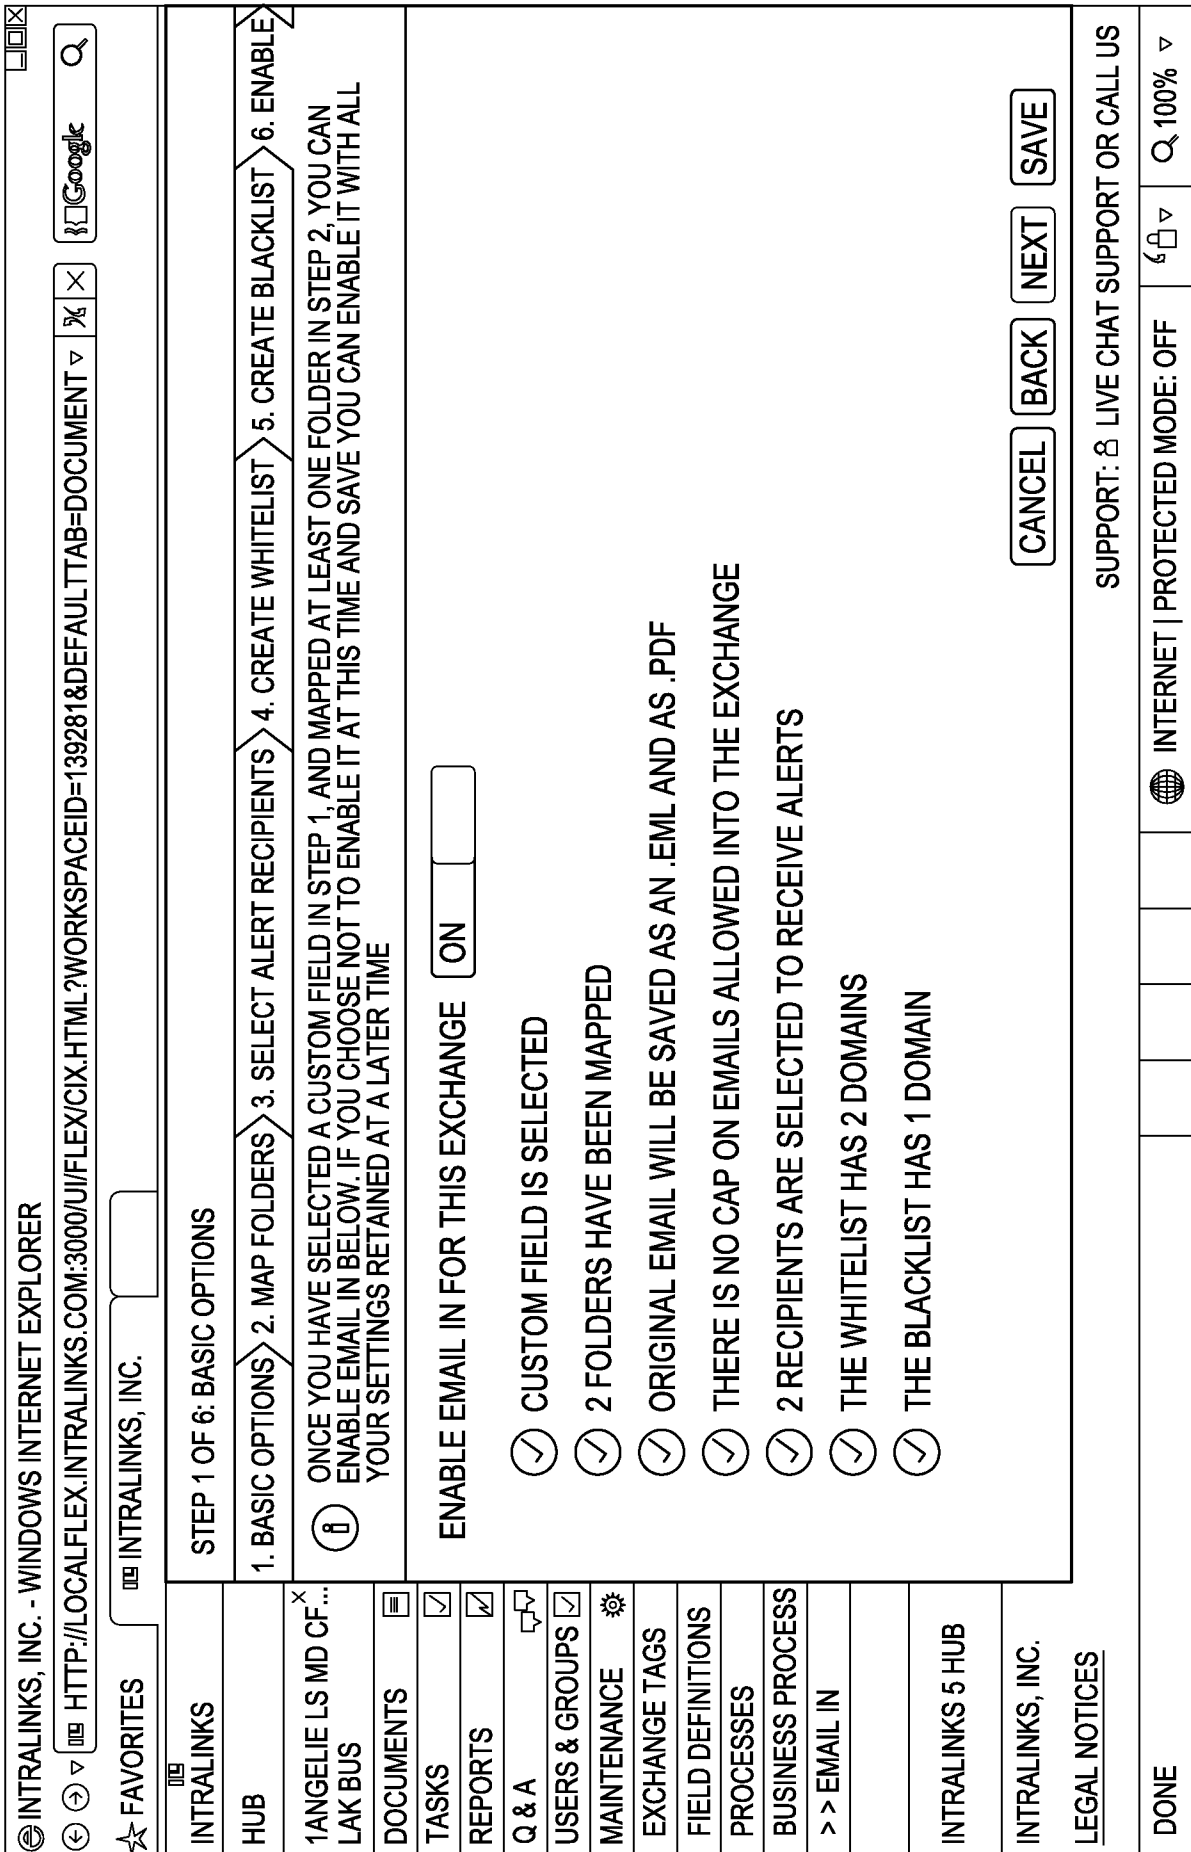 INTRALINKS, INC. - WINDOWS INTERNET EXPLORER
HTTP://LOCALFLEX.INTRALINKS.COM:3000/UI/FLEX/CIX.HTML?WORKSPACEID=139281&DEFAULTTAB=DOCUMENT
Google
FAVORITES
INTRALINKS, INC.
INTRALINKS
HUB
1ANGELIE LS MD CF...
LAK BUS
DOCUMENTS
TASKS
REPORTS
Q & A
USERS & GROUPS
MAINTENANCE
EXCHANGE TAGS
FIELD DEFINITIONS
PROCESSES
BUSINESS PROCESS
> > EMAIL IN
INTRALINKS 5 HUB
INTRALINKS, INC.
LEGAL NOTICES
STEP 1 OF 6: BASIC OPTIONS
1. BASIC OPTIONS 2. MAP FOLDERS 3. SELECT ALERT RECIPIENTS 4. CREATE WHITELIST 5. CREATE BLACKLIST 6. ENABLE
ONCE YOU HAVE SELECTED A CUSTOM FIELD IN STEP 1, AND MAPPED AT LEAST ONE FOLDER IN STEP 2, YOU CAN
ENABLE EMAIL IN BELOW. IF YOU CHOOSE NOT TO ENABLE IT AT THIS TIME AND SAVE YOU CAN ENABLE IT WITH ALL
YOUR SETTINGS RETAINED AT A LATER TIME
ENABLE EMAIL IN FOR THIS EXCHANGE ON
CUSTOM FIELD IS SELECTED
2 FOLDERS HAVE BEEN MAPPED
ORIGINAL EMAIL WILL BE SAVED AS AN .EML AND AS .PDF
THERE IS NO CAP ON EMAILS ALLOWED INTO THE EXCHANGE
2 RECIPIENTS ARE SELECTED TO RECEIVE ALERTS
THE WHITELIST HAS 2 DOMAINS
THE BLACKLIST HAS 1 DOMAIN
CANCEL BACK NEXT SAVE
SUPPORT: LIVE CHAT SUPPORT OR CALL US
DONE
INTERNET | PROTECTED MODE: OFF
100%